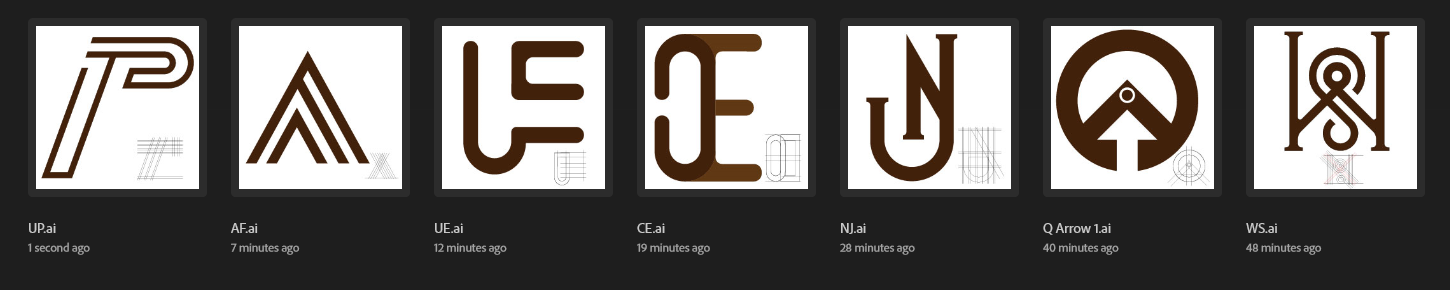 UP.ai
1 second ago
AF.ai
7 minutes ago
UE.ai
12 minutes ago
CE.ai
19 minutes ago
NJ.ai
28 minutes ago
Q Arrow 1.ai
40 minutes ago
WS.ai
48 minutes ago